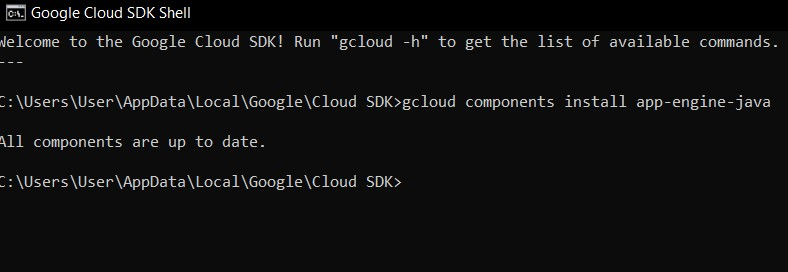 C:\. Google Cloud SDK Shell
Welcome to the Google Cloud SDK! Run "gcloud -h" to get the list of available commands.
---
C:\Users\User\AppData\Local\Google\Cloud SDK>gcloud components install app-engine-java
All components are up to date.
C:\Users\User\AppData\Local\Google\Cloud SDK>